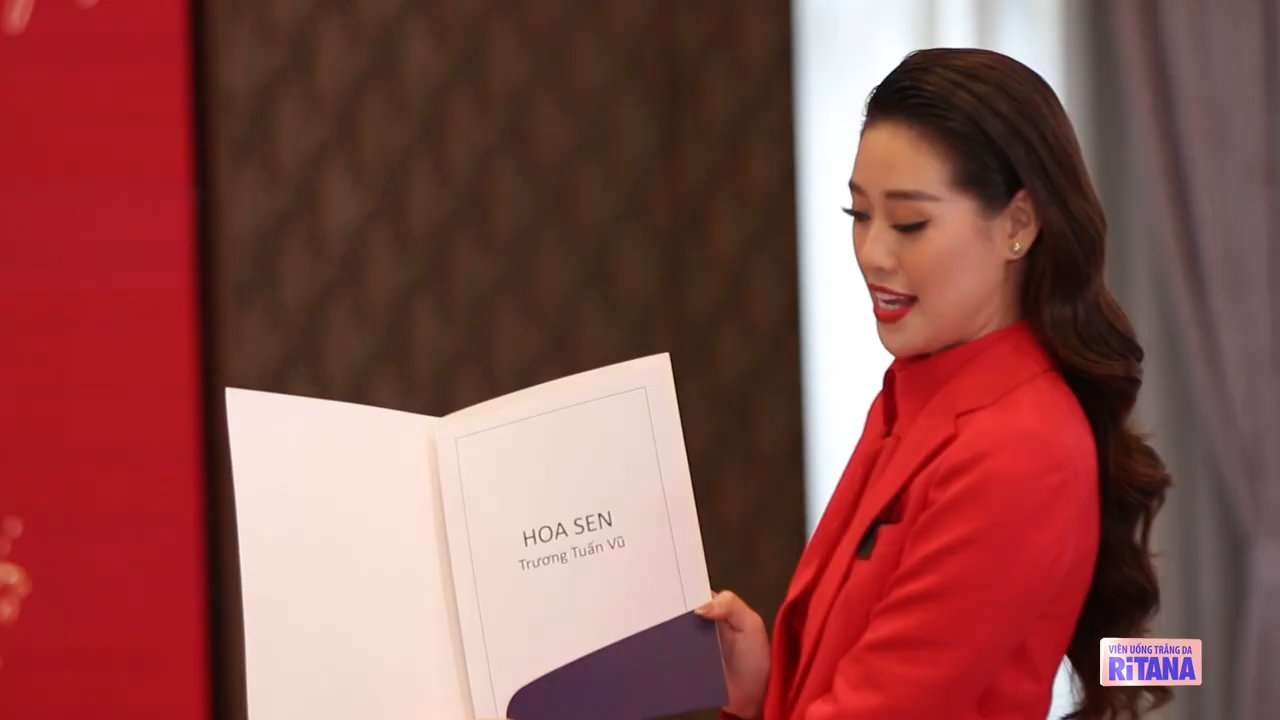 HOA SEN
Trương Tuấn Vũ
VIÊN UỐNG TRẮNG DA
RiTANA